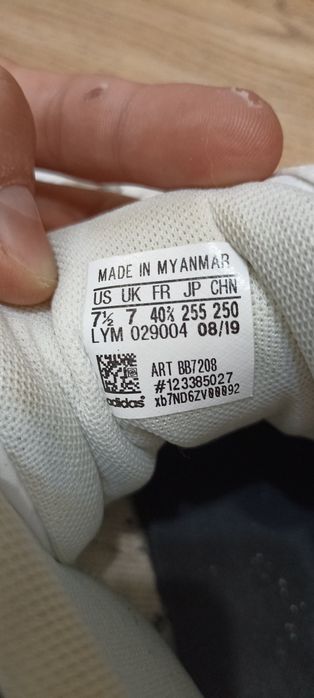 MADE IN MYANMAR
US UK FR JP CHN
7½ 7 40⅔ 255 250
LYM 029004 08/19
ART BB7208
#123385027
adidas xb7ND6ZV00092